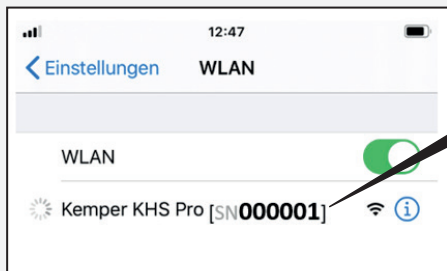 12:47
Einstellungen WLAN
WLAN
Kemper KHS Pro [SN000001]